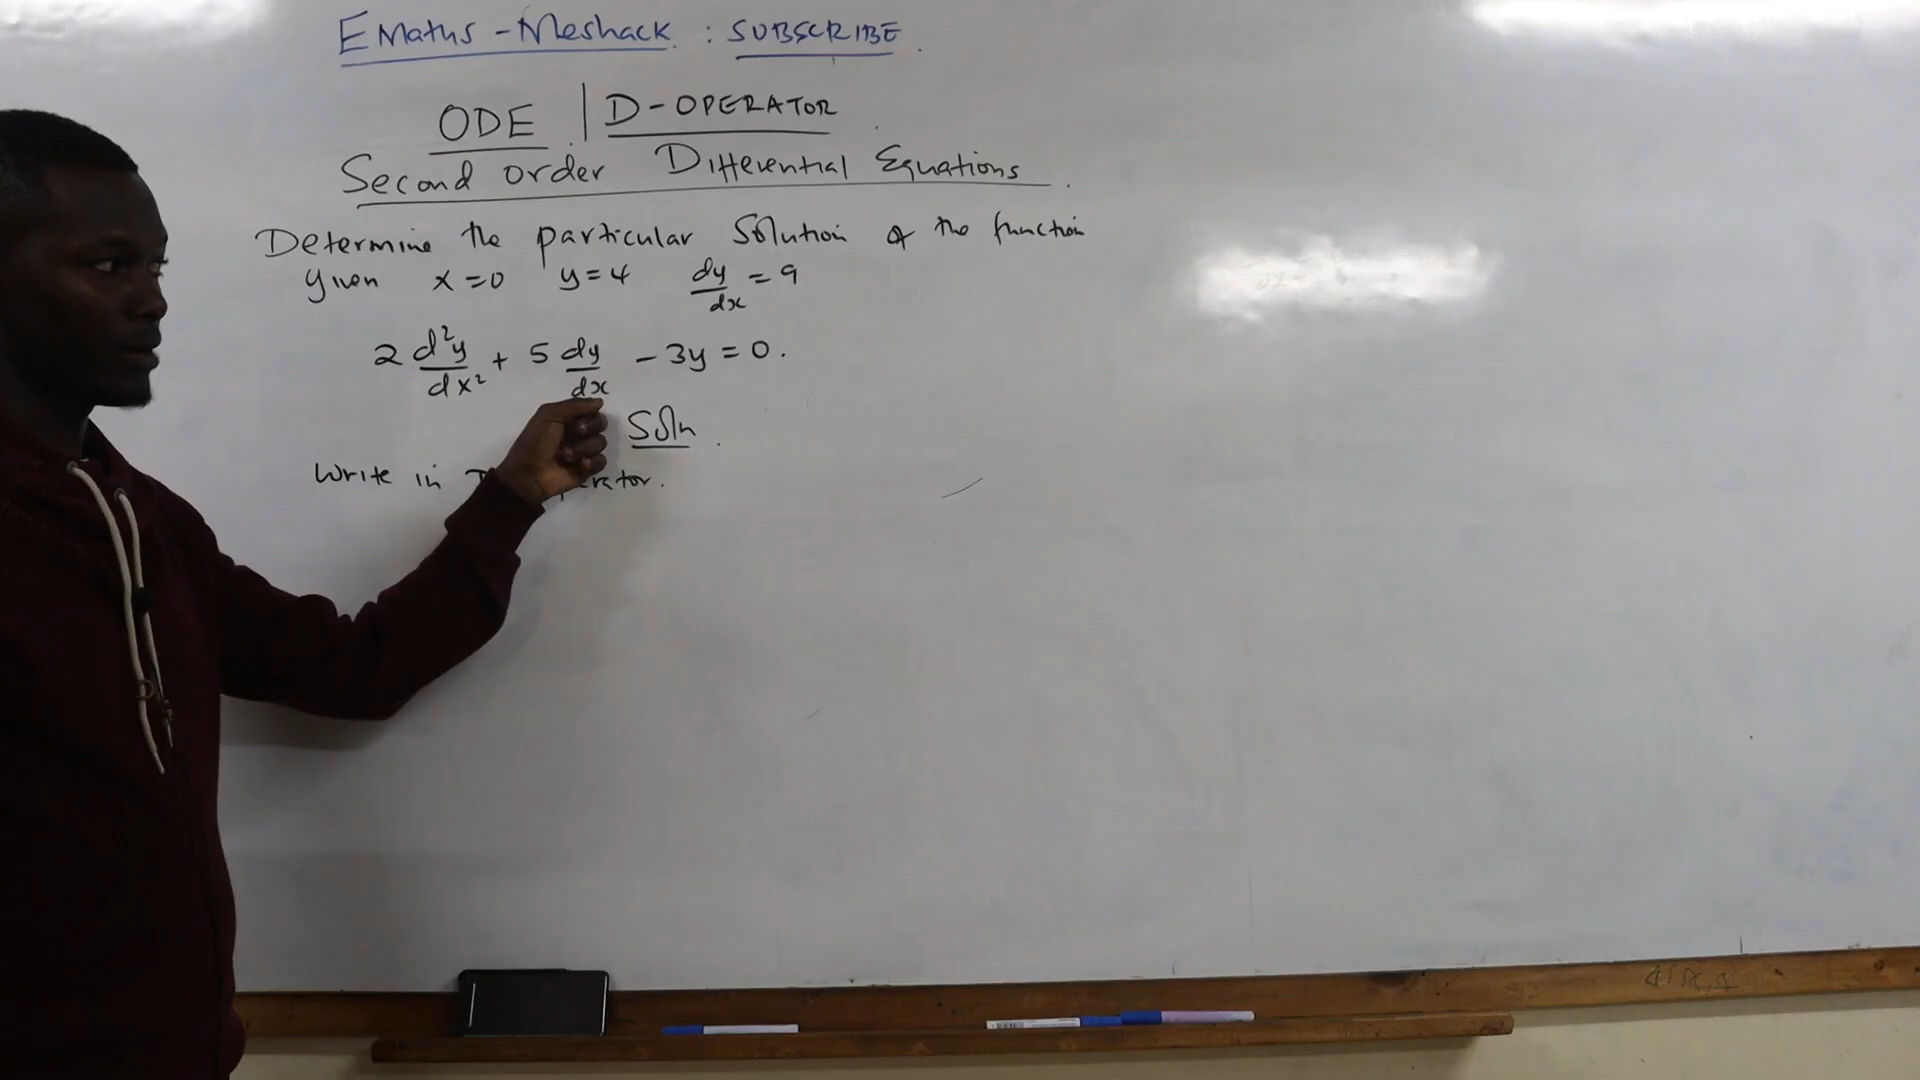 EMaths - Meshack : SUBSCRIBE
ODE | D-OPERATOR
Second Order Differential Equations
Determine the particular Solution of the function
given x = 0 y = 4 dy/dx = 9
2 d²y/dx² + 5 dy/dx - 3y = 0.
Soln
Write in